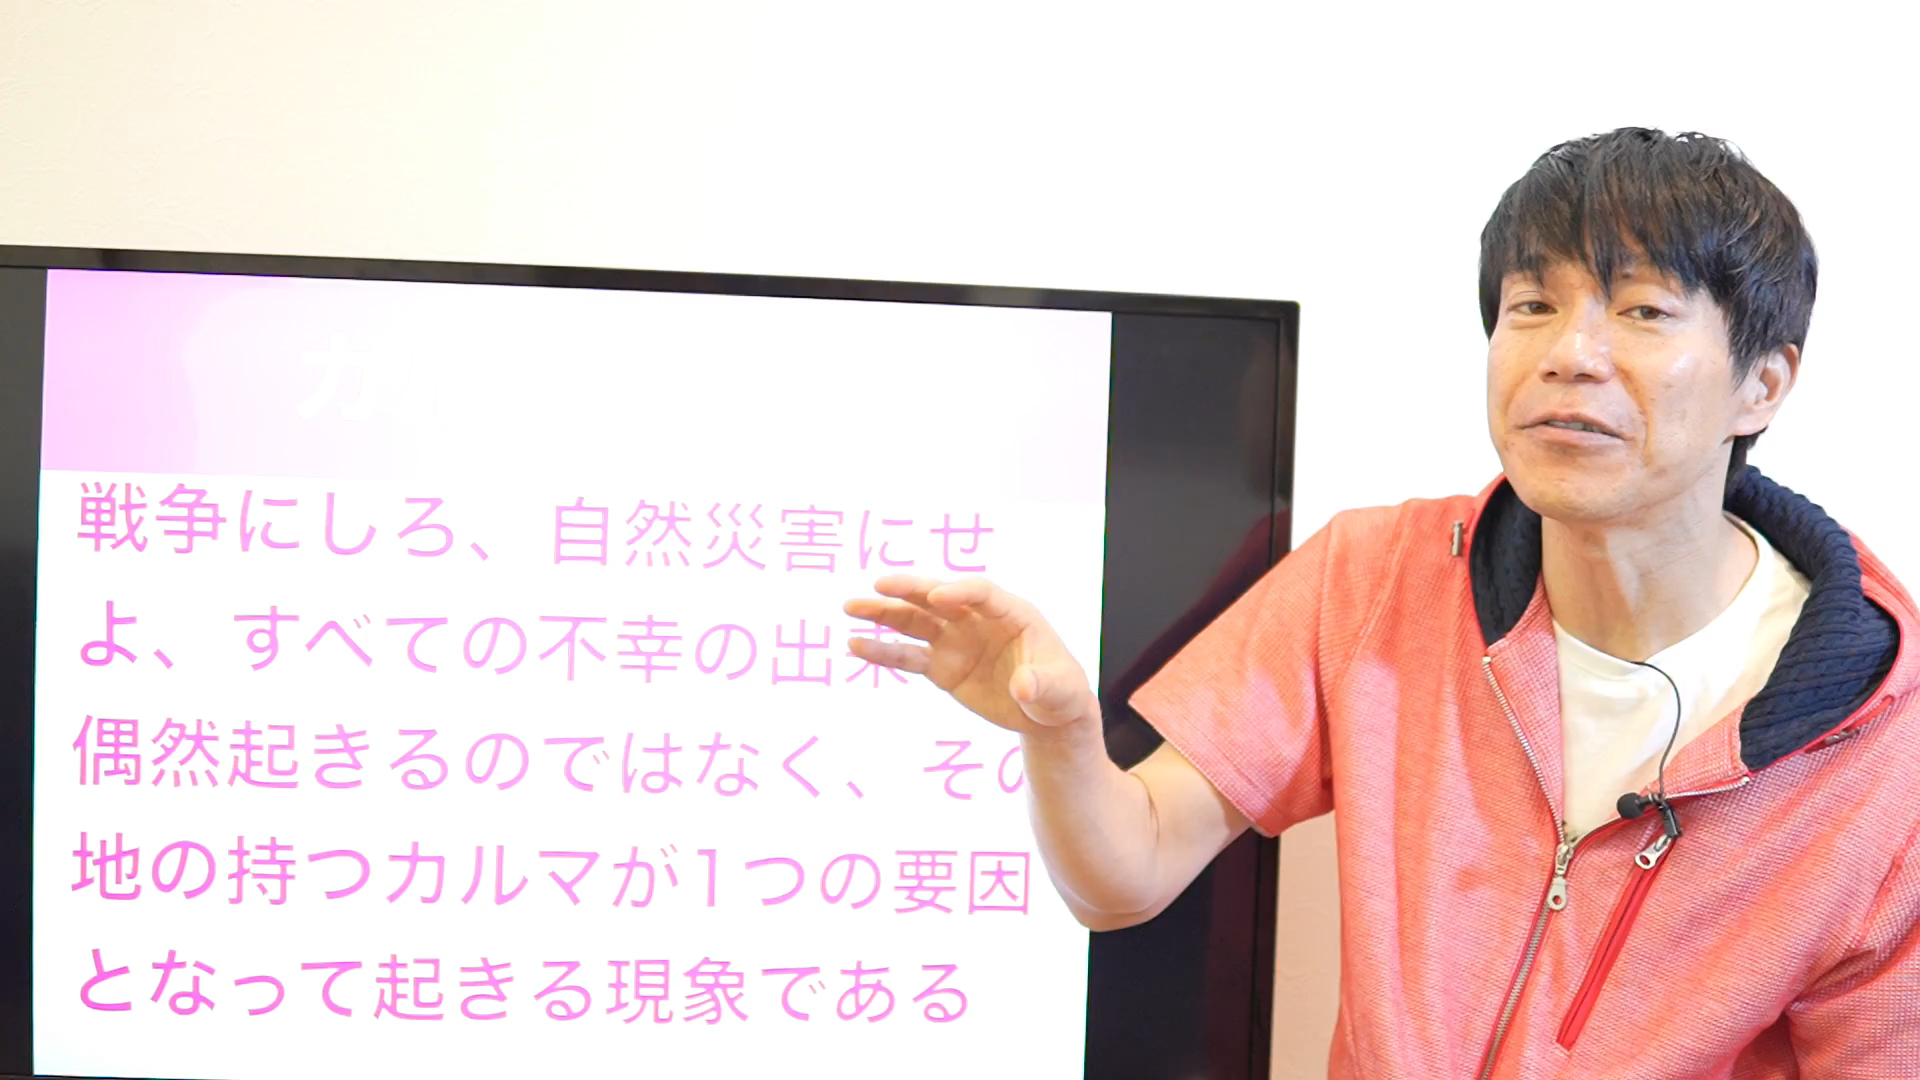 カル
戦争にしろ、自然災害にせ
よ、すべての不幸の出来
偶然起きるのではなく、その
地の持つカルマが1つの要因
となって起きる現象である